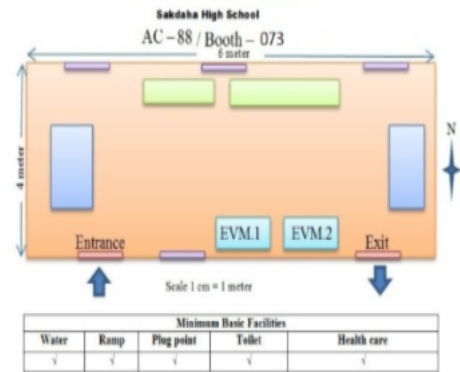 Sakdaha High School
AC – 88 / Booth – 073
6 meter
4 meter
N
EVM.1 EVM.2
Entrance Exit
Scale 1 cm = 1 meter
Minimum Basic Facilities
Water Ramp Plug point Toilet Health care
√ √ √ √ √